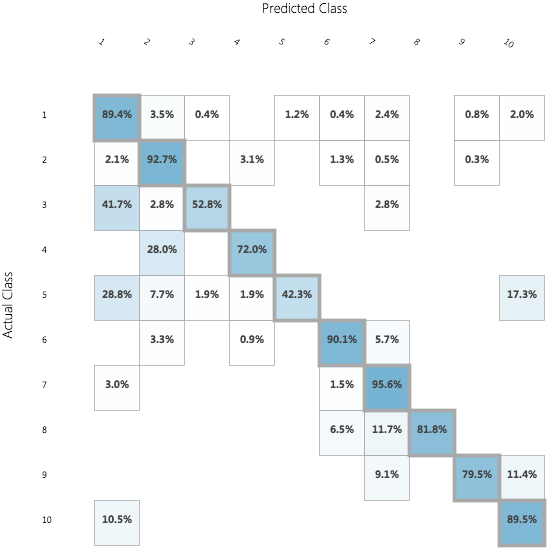 Predicted Class
1 2 3 4 5 6 7 8 9 10
1 89.4% 3.5% 0.4% 1.2% 0.4% 2.4% 0.8% 2.0%
2 2.1% 92.7% 3.1% 1.3% 0.5% 0.3%
3 41.7% 2.8% 52.8% 2.8%
4 28.0% 72.0%
5 28.8% 7.7% 1.9% 1.9% 42.3% 17.3%
Actual Class
6 3.3% 0.9% 90.1% 5.7%
7 3.0% 1.5% 95.6%
8 6.5% 11.7% 81.8%
9 9.1% 79.5% 11.4%
10 10.5% 89.5%